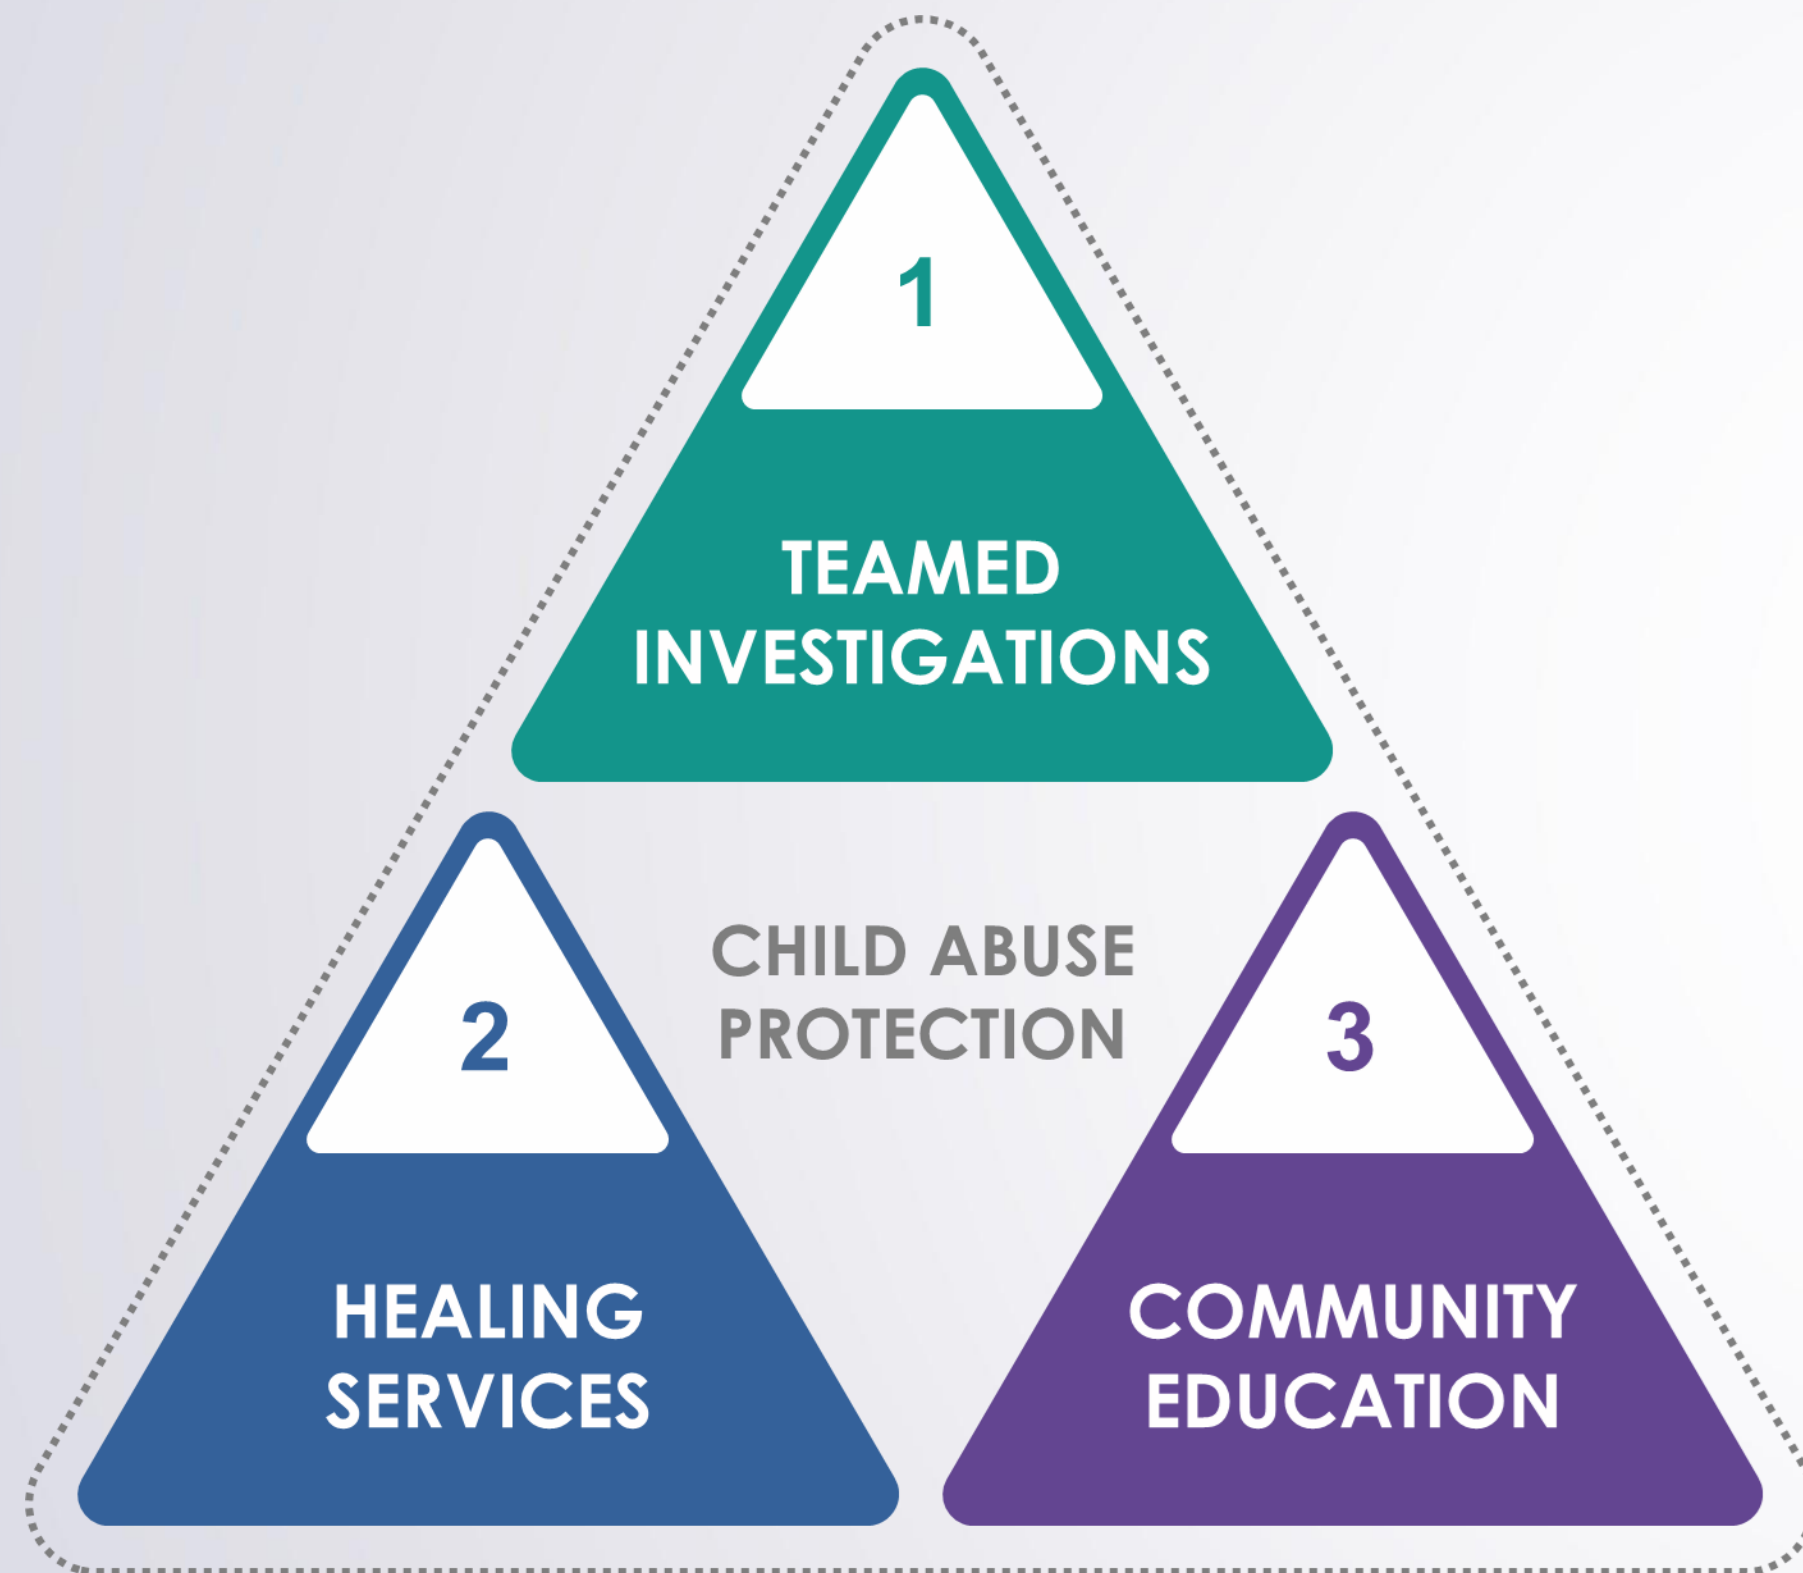 1
TEAMED
INVESTIGATIONS
CHILD ABUSE
PROTECTION
2
HEALING
SERVICES
3
COMMUNITY
EDUCATION